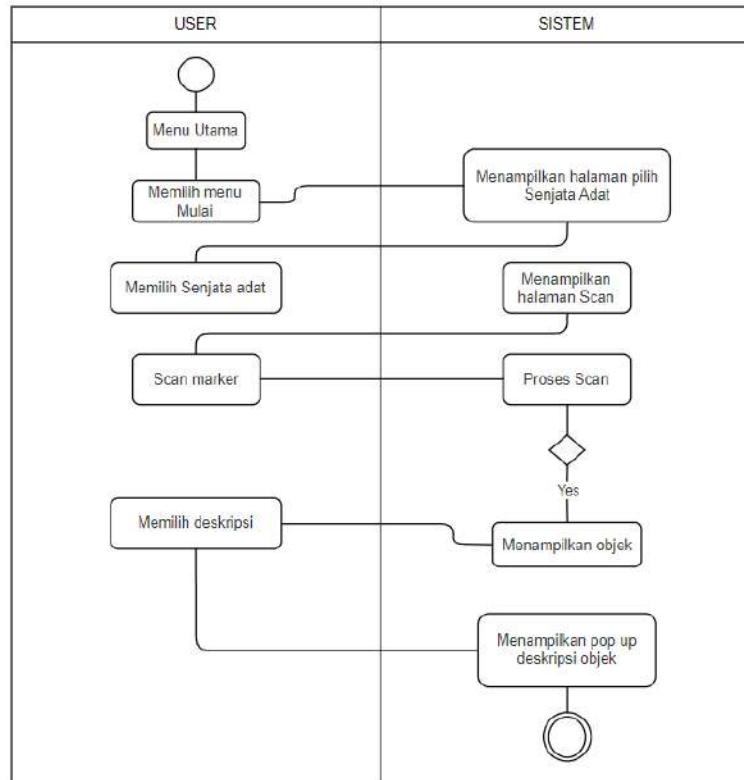 USER
SISTEM
Menu Utama
Memilih menu
Mulai
Menampilkan halaman pilih
Senjata Adat
Memilih Senjata adat
Menampilkan
halaman Scan
Scan marker
Proses Scan
Yes
Memilih deskripsi
Menampilkan objek
Menampilkan pop up
deskripsi objek